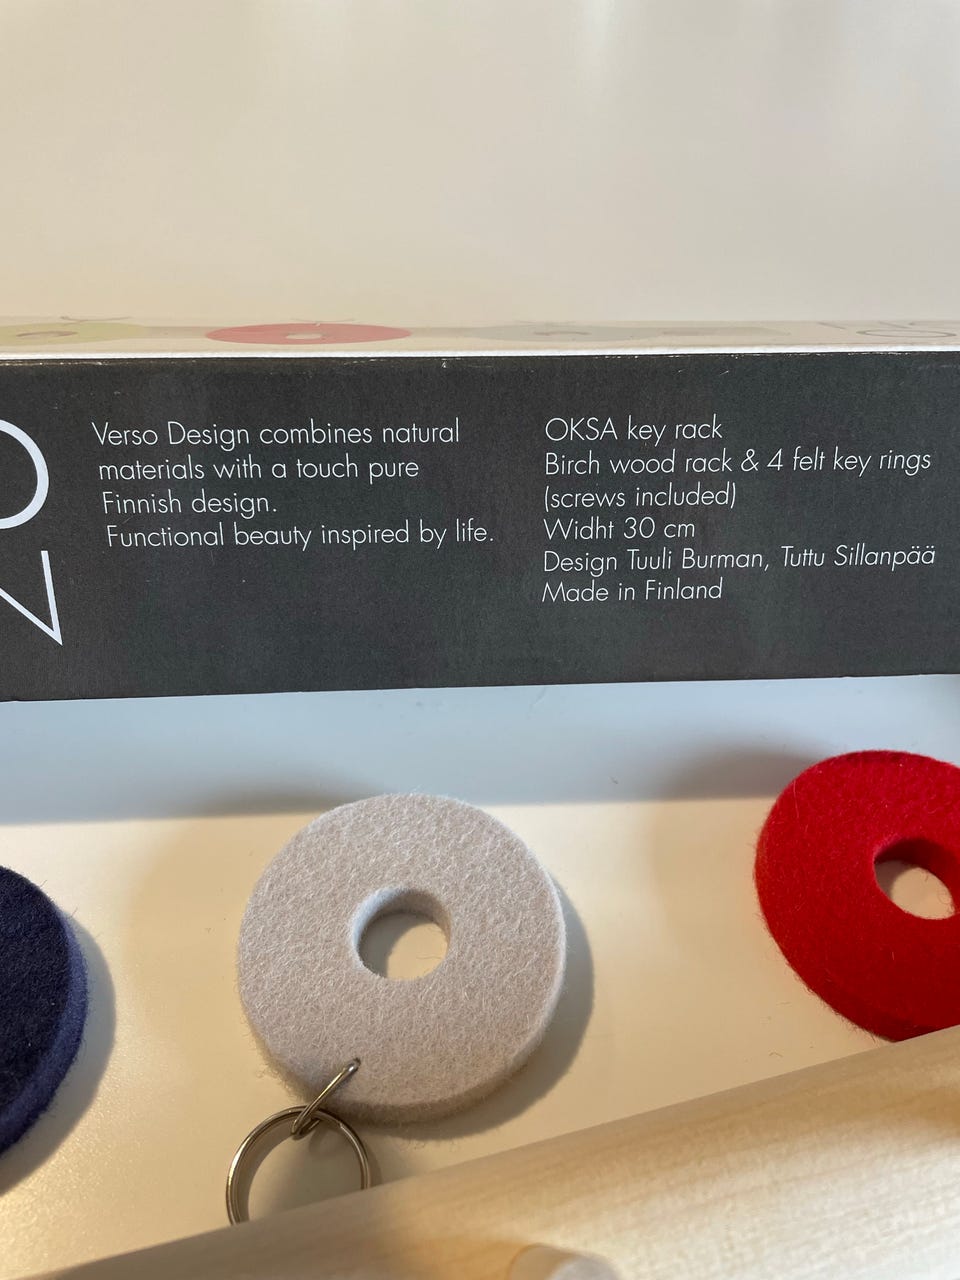 Verso Design combines natural
materials with a touch pure
Finnish design.
Functional beauty inspired by life.
OKSA key rack
Birch wood rack & 4 felt key rings
(screws included)
Widht 30 cm
Design Tuuli Burman, Tuttu Sillanpää
Made in Finland